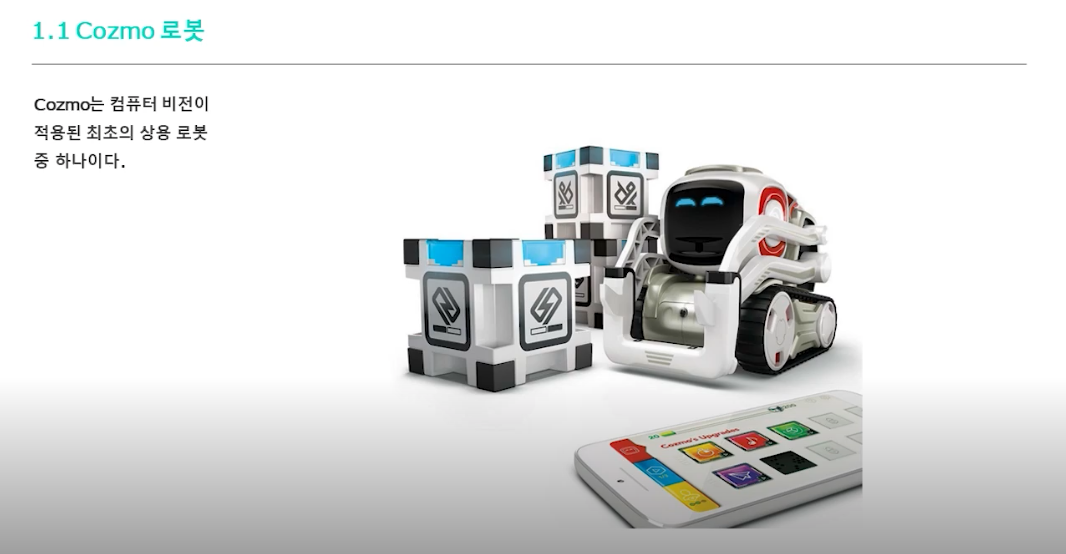 1.1 Cozmo 로봇
Cozmo는 컴퓨터 비전이
적용된 최초의 상용 로봇
중 하나이다.
20
Cozmo's Upgrades